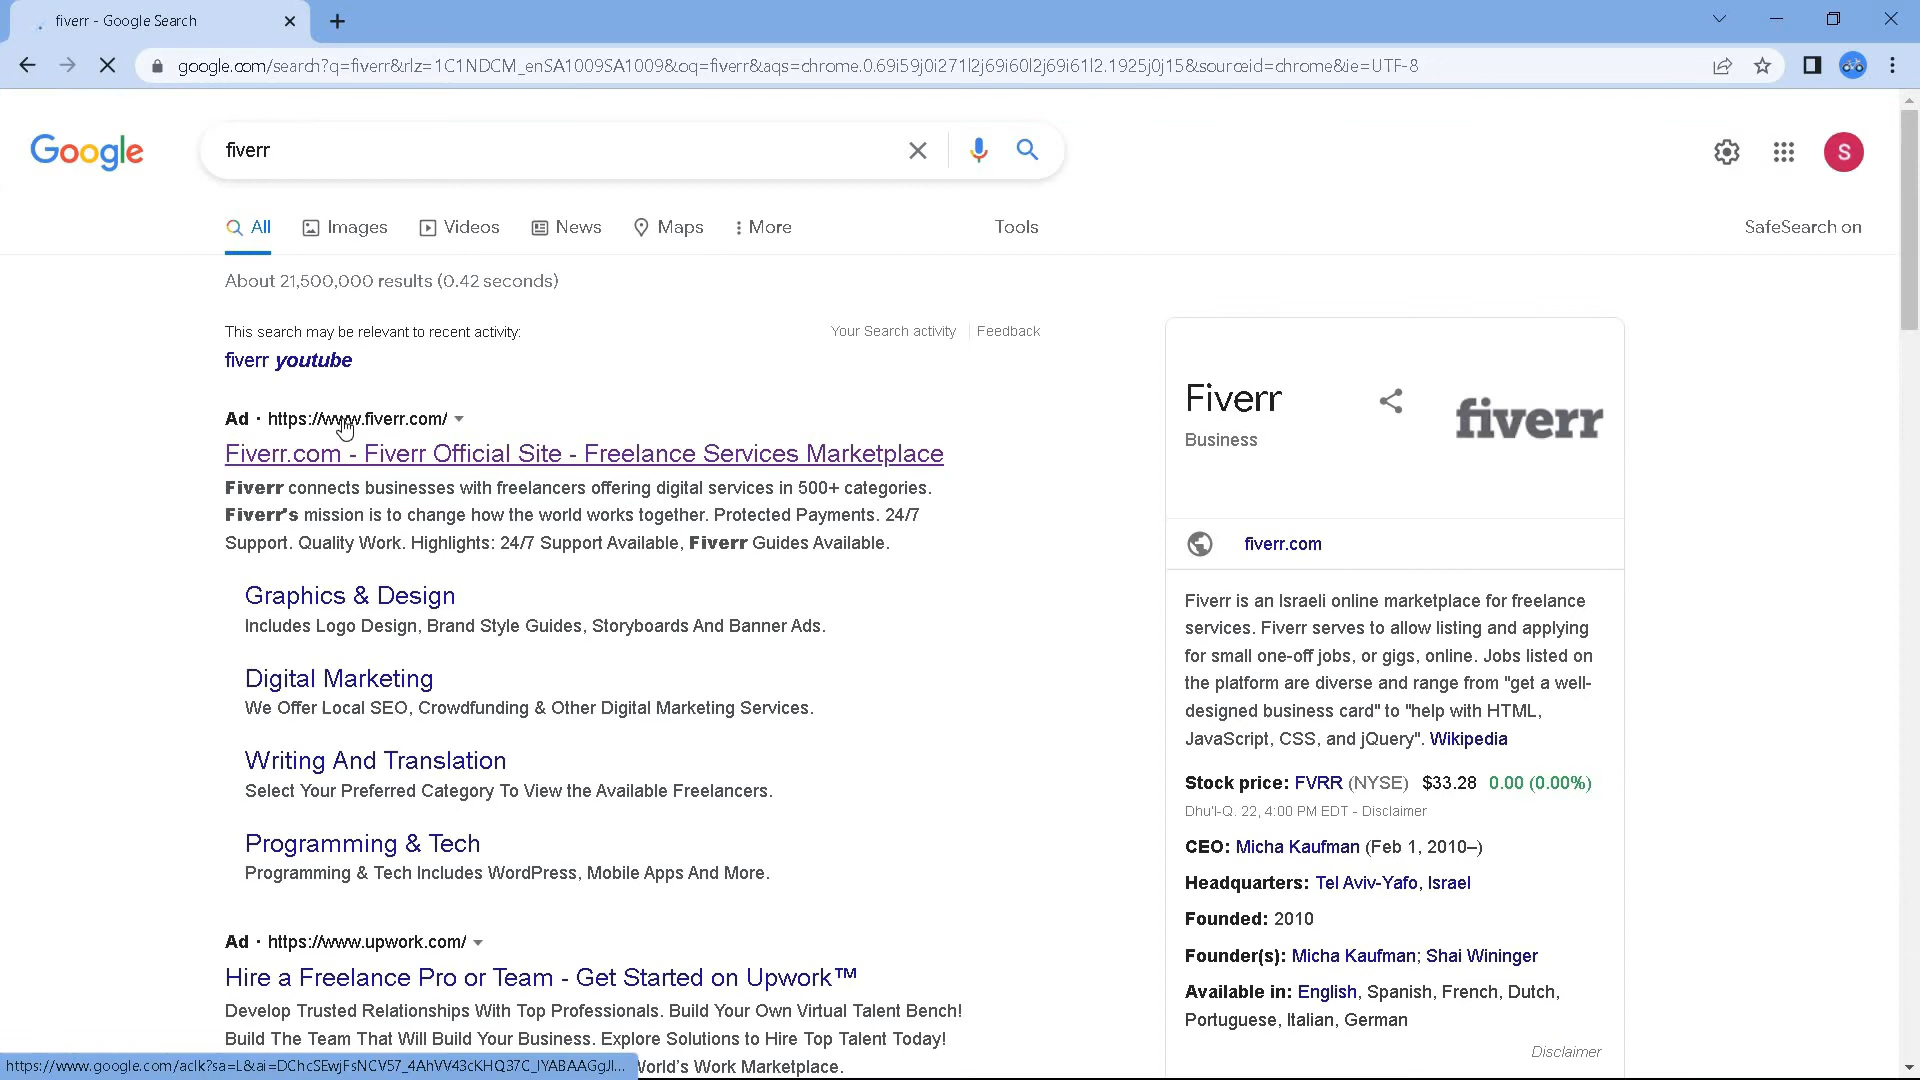 fiverr - Google Search
google.com/search?q=fiverr&rlz=1C1NDCM_enSA1009SA1009&oq=fiverr&aqs=chrome.0.69i59j0i271l2j69i60l2j69i61l2.1925j0j15&sourceid=chrome&ie=UTF-8
Google
fiverr
S
All
Images
Videos
News
Maps
More
Tools
SafeSearch on
About 21,500,000 results (0.42 seconds)
This search may be relevant to recent activity:
Your Search activity
Feedback
fiverr youtube
Ad · https://www.fiverr.com/
Fiverr.com - Fiverr Official Site - Freelance Services Marketplace
Fiverr connects businesses with freelancers offering digital services in 500+ categories.
Fiverr's mission is to change how the world works together. Protected Payments. 24/7
Support. Quality Work. Highlights: 24/7 Support Available, Fiverr Guides Available.
Graphics & Design
Includes Logo Design, Brand Style Guides, Storyboards And Banner Ads.
Digital Marketing
We Offer Local SEO, Crowdfunding & Other Digital Marketing Services.
Writing And Translation
Select Your Preferred Category To View the Available Freelancers.
Programming & Tech
Programming & Tech Includes WordPress, Mobile Apps And More.
Ad · https://www.upwork.com/
Hire a Freelance Pro or Team - Get Started on Upwork™
Develop Trusted Relationships With Top Professionals. Build Your Own Virtual Talent Bench!
Build The Team That Will Build Your Business. Explore Solutions to Hire Top Talent Today!
World's Work Marketplace.
Fiverr
Business
fiverr
fiverr.com
Fiverr is an Israeli online marketplace for freelance
services. Fiverr serves to allow listing and applying
for small one-off jobs, or gigs, online. Jobs listed on
the platform are diverse and range from "get a well-
designed business card" to "help with HTML,
JavaScript, CSS, and jQuery". Wikipedia
Stock price: FVRR (NYSE) $33.28 0.00 (0.00%)
Dhu'l-Q. 22, 4:00 PM EDT - Disclaimer
CEO: Micha Kaufman (Feb 1, 2010–)
Headquarters: Tel Aviv-Yafo, Israel
Founded: 2010
Founder(s): Micha Kaufman; Shai Wininger
Available in: English, Spanish, French, Dutch,
Portuguese, Italian, German
Disclaimer
https://www.google.com/aclk?sa=L&ai=DChcSEwjFsNCV57_4AhVV43cKHQ37C_IYABAAGgJl...